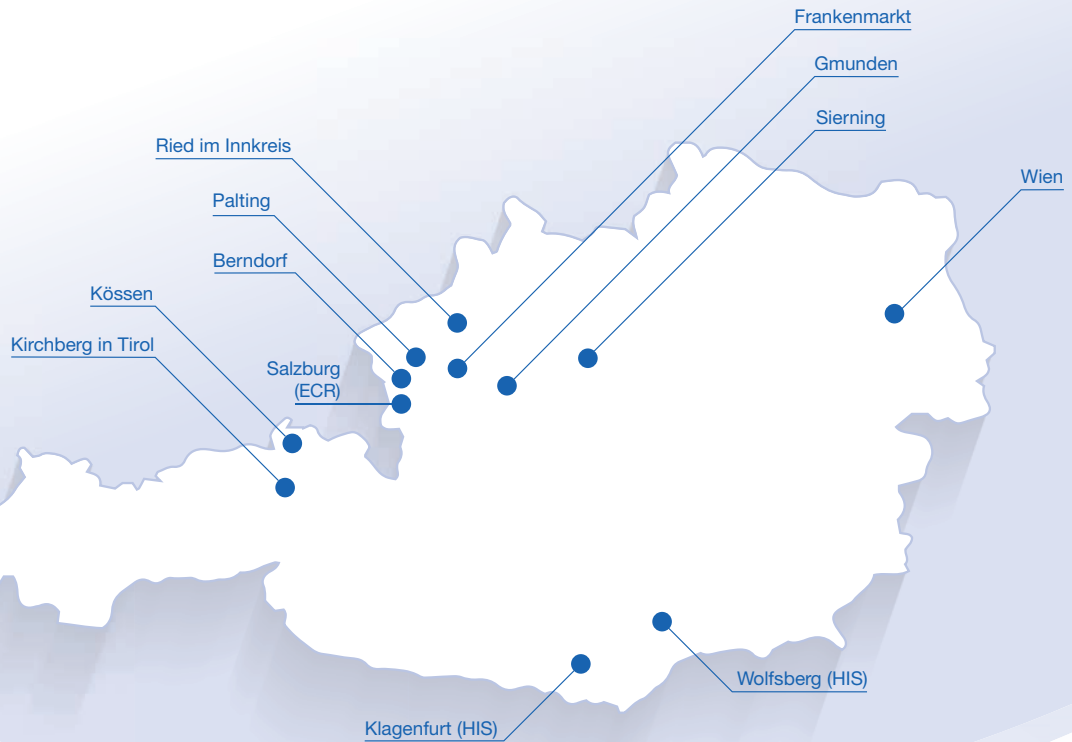 Frankenmarkt
Gmunden
Sierning
Ried im Innkreis
Wien
Palting
Berndorf
Kössen
Kirchberg in Tirol
Salzburg
(ECR)
Wolfsberg (HIS)
Klagenfurt (HIS)